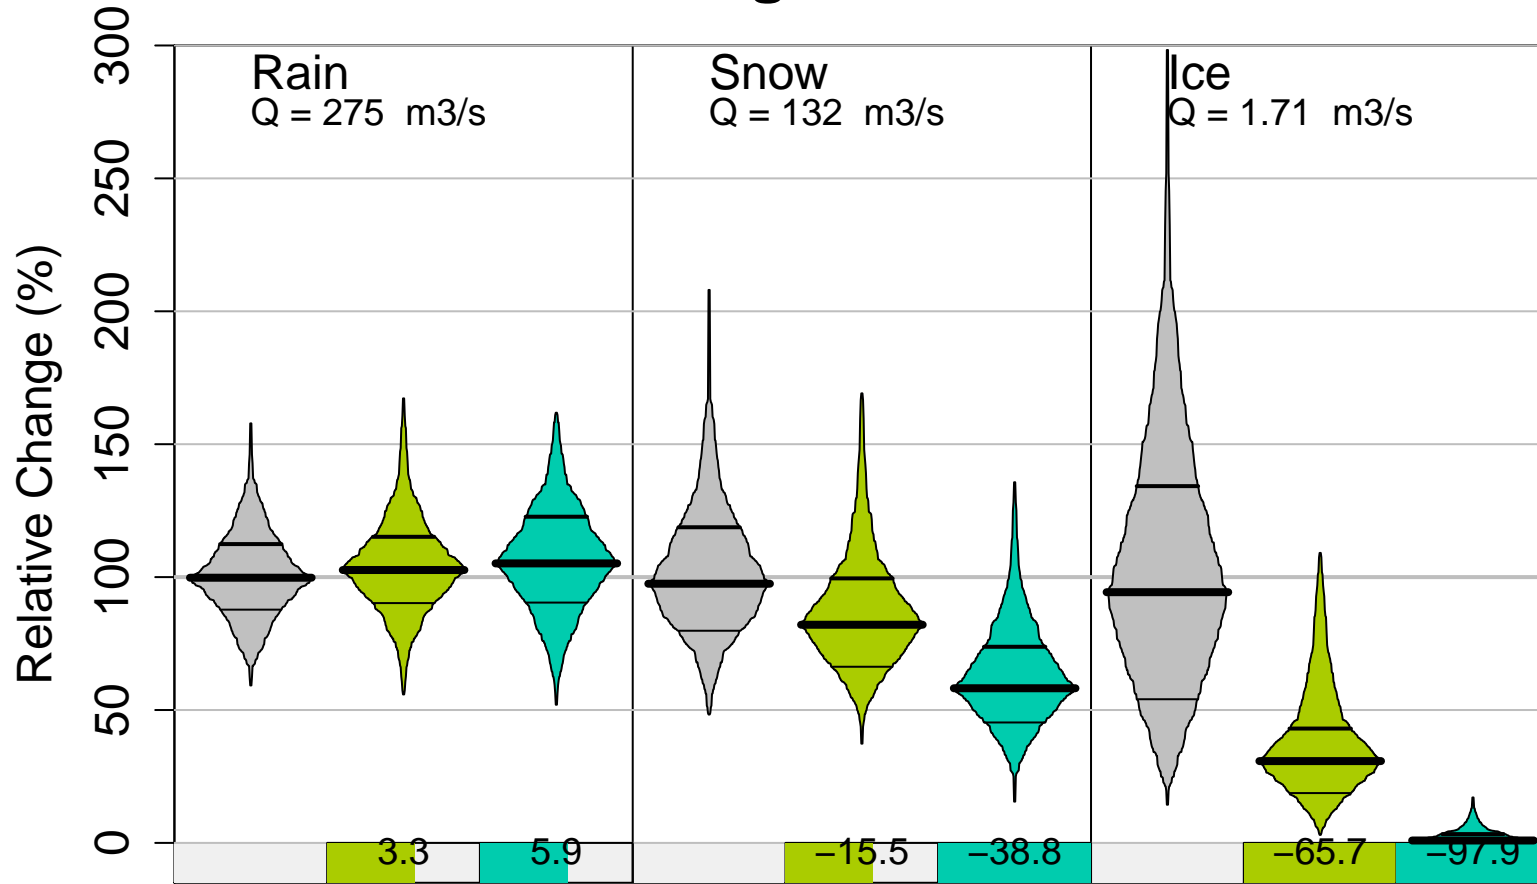 300
250
200
150
100
50
0
Relative Change (%)
Rain
Q = 275 m3/s
Snow
Q = 132 m3/s
Ice
Q = 1.71 m3/s
3.3
5.9
−15.5
−38.8
−65.7
−97.9